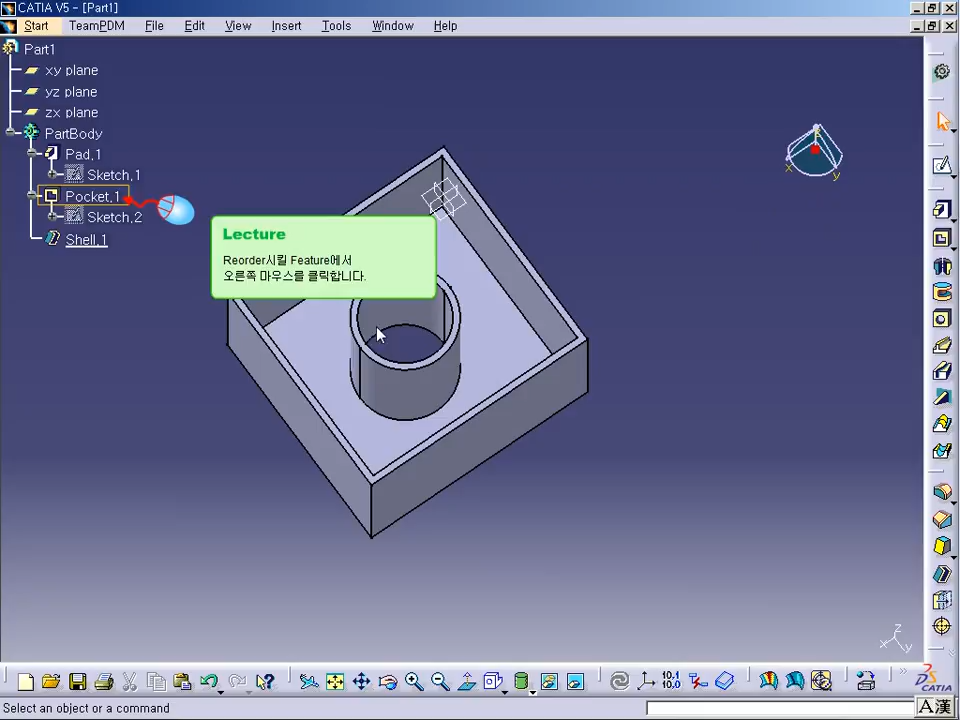 CATIA V5 - [Part1]
Start TeamPDM File Edit View Insert Tools Window Help
Part1
xy plane
yz plane
zx plane
PartBody
Pad.1
Sketch.1
Pocket.1
Sketch.2
Shell.1
Lecture
Reorder시킬 Feature에서
오른쪽 마우스를 클릭합니다.
x
y
z
y
CATIA
Select an object or a command
A漢